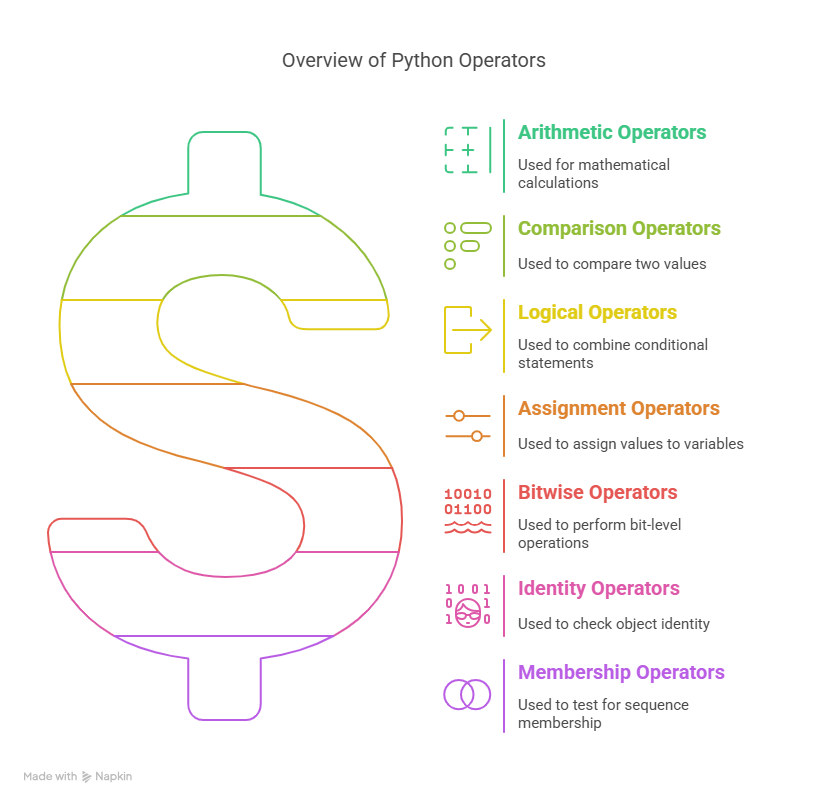 Overview of Python Operators
Arithmetic Operators
Used for mathematical
calculations
Comparison Operators
Used to compare two values
Logical Operators
Used to combine conditional
statements
Assignment Operators
Used to assign values to variables
10010
01100
Bitwise Operators
Used to perform bit-level
operations
1 0 0 1
0 1
1 0
Identity Operators
Used to check object identity
Membership Operators
Used to test for sequence
membership
Made with Napkin